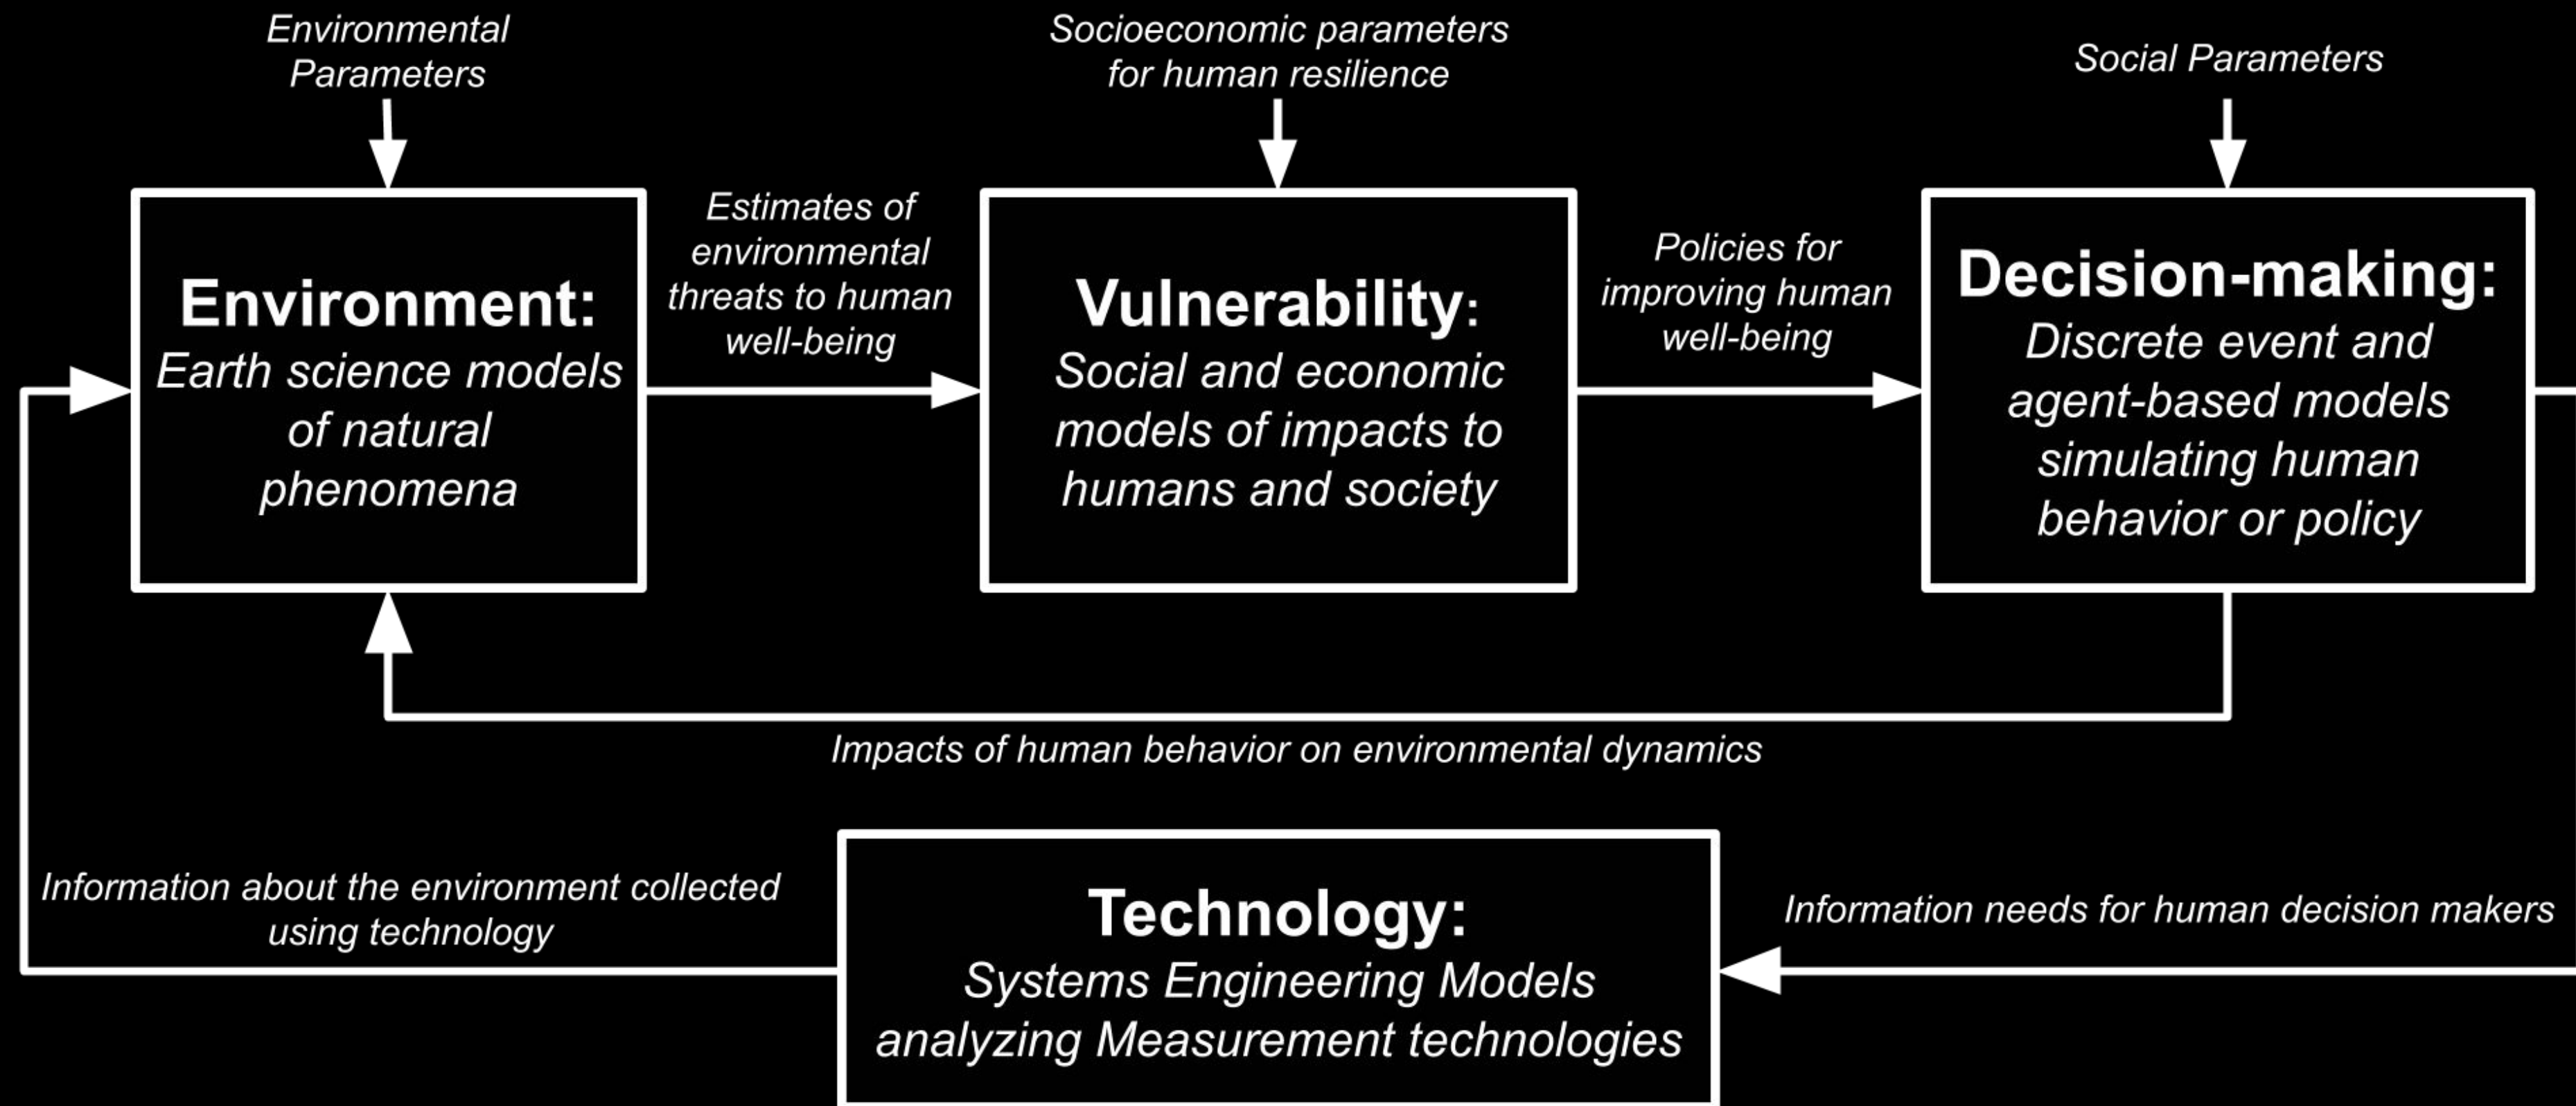 Environmental
Parameters
Socioeconomic parameters
for human resilience
Social Parameters
Environment:
Earth science models
of natural
phenomena
Estimates of
environmental
threats to human
well-being
Vulnerability:
Social and economic
models of impacts to
humans and society
Policies for
improving human
well-being
Decision-making:
Discrete event and
agent-based models
simulating human
behavior or policy
Impacts of human behavior on environmental dynamics
Information about the environment collected
using technology
Technology:
Systems Engineering Models
analyzing Measurement technologies
Information needs for human decision makers